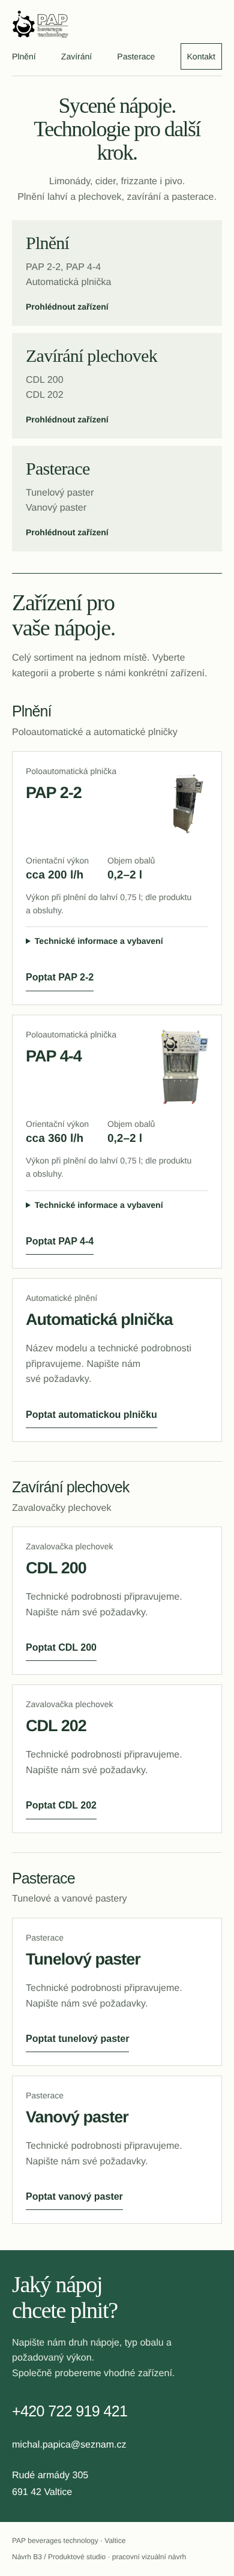 PAP
beverages
technology
Plnění
Zavírání
Pasterace
Kontakt
Sycené nápoje.
Technologie pro další
krok.
Limonády, cider, frizzante i pivo.
Plnění lahví a plechovek, zavírání a pasterace.
Plnění
PAP 2-2, PAP 4-4
Automatická plnička
Prohlédnout zařízení
Zavírání plechovek
CDL 200
CDL 202
Prohlédnout zařízení
Pasterace
Tunelový paster
Vanový paster
Prohlédnout zařízení
Zařízení pro
vaše nápoje.
Celý sortiment na jednom místě. Vyberte
kategorii a proberte s námi konkrétní zařízení.
Plnění
Poloautomatické a automatické plničky
Poloautomatická plnička
PAP 2-2
Orientační výkon
Objem obalů
cca 200 l/h
0,2–2 l
Výkon při plnění do lahví 0,75 l; dle produktu
a obsluhy.
▶ Technické informace a vybavení
Poptat PAP 2-2
Poloautomatická plnička
PAP 4-4
Orientační výkon
Objem obalů
cca 360 l/h
0,2–2 l
Výkon při plnění do lahví 0,75 l; dle produktu
a obsluhy.
▶ Technické informace a vybavení
Poptat PAP 4-4
Automatické plnění
Automatická plnička
Název modelu a technické podrobnosti
připravujeme. Napište nám
své požadavky.
Poptat automatickou plničku
Zavírání plechovek
Zavalovačky plechovek
Zavalovačka plechovek
CDL 200
Technické podrobnosti připravujeme.
Napište nám své požadavky.
Poptat CDL 200
Zavalovačka plechovek
CDL 202
Technické podrobnosti připravujeme.
Napište nám své požadavky.
Poptat CDL 202
Pasterace
Tunelové a vanové pastery
Pasterace
Tunelový paster
Technické podrobnosti připravujeme.
Napište nám své požadavky.
Poptat tunelový paster
Pasterace
Vanový paster
Technické podrobnosti připravujeme.
Napište nám své požadavky.
Poptat vanový paster
Jaký nápoj
chcete plnit?
Napište nám druh nápoje, typ obalu a
požadovaný výkon.
Společně probereme vhodné zařízení.
+420 722 919 421
michal.papica@seznam.cz
Rudé armády 305
691 42 Valtice
PAP beverages technology · Valtice
Návrh B3 / Produktové studio · pracovní vizuální návrh